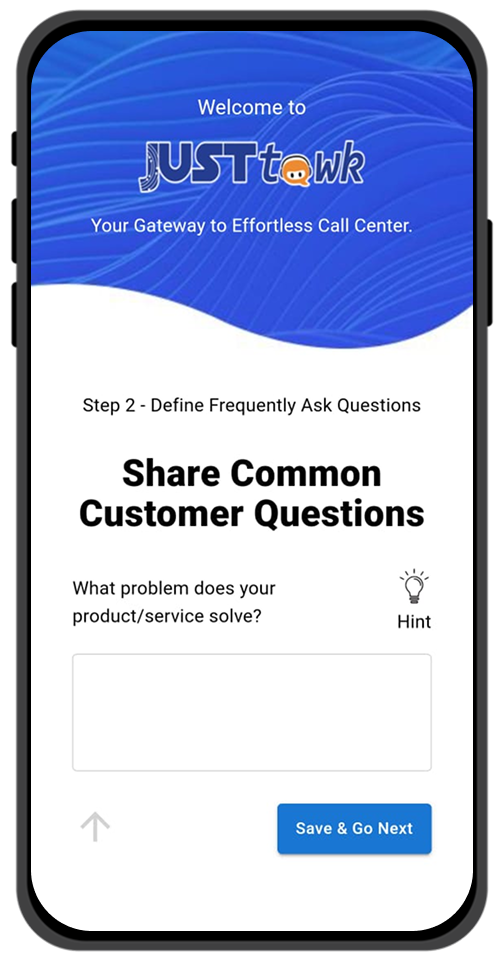 Welcome to
JUSTtawk
Your Gateway to Effortless Call Center.
Step 2 - Define Frequently Ask Questions
Share Common
Customer Questions
What problem does your
product/service solve?
Hint
Save & Go Next